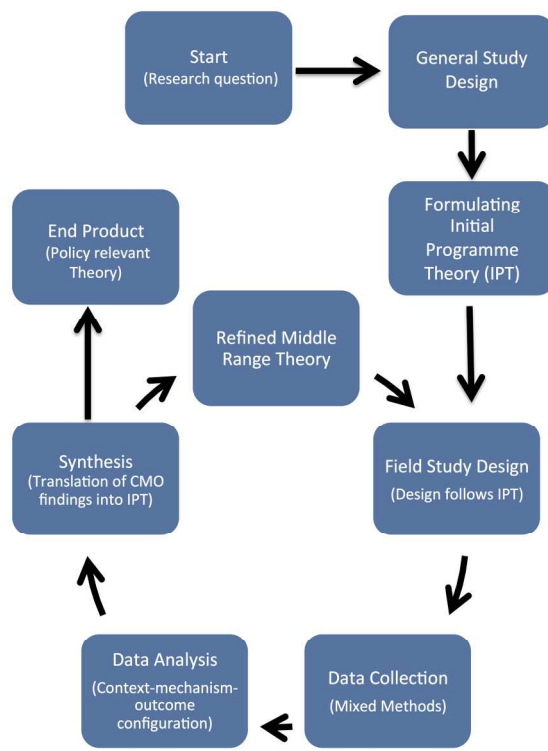 Start
(Research question)
General Study
Design
Formulating
Initial
Programme
Theory (IPT)
End Product
(Policy relevant
Theory)
Refined Middle
Range Theory
Synthesis
(Translation of CMO
findings into IPT)
Field Study Design
(Design follows IPT)
Data Analysis
(Context-mechanism-
outcome
configuration)
Data Collection
(Mixed Methods)